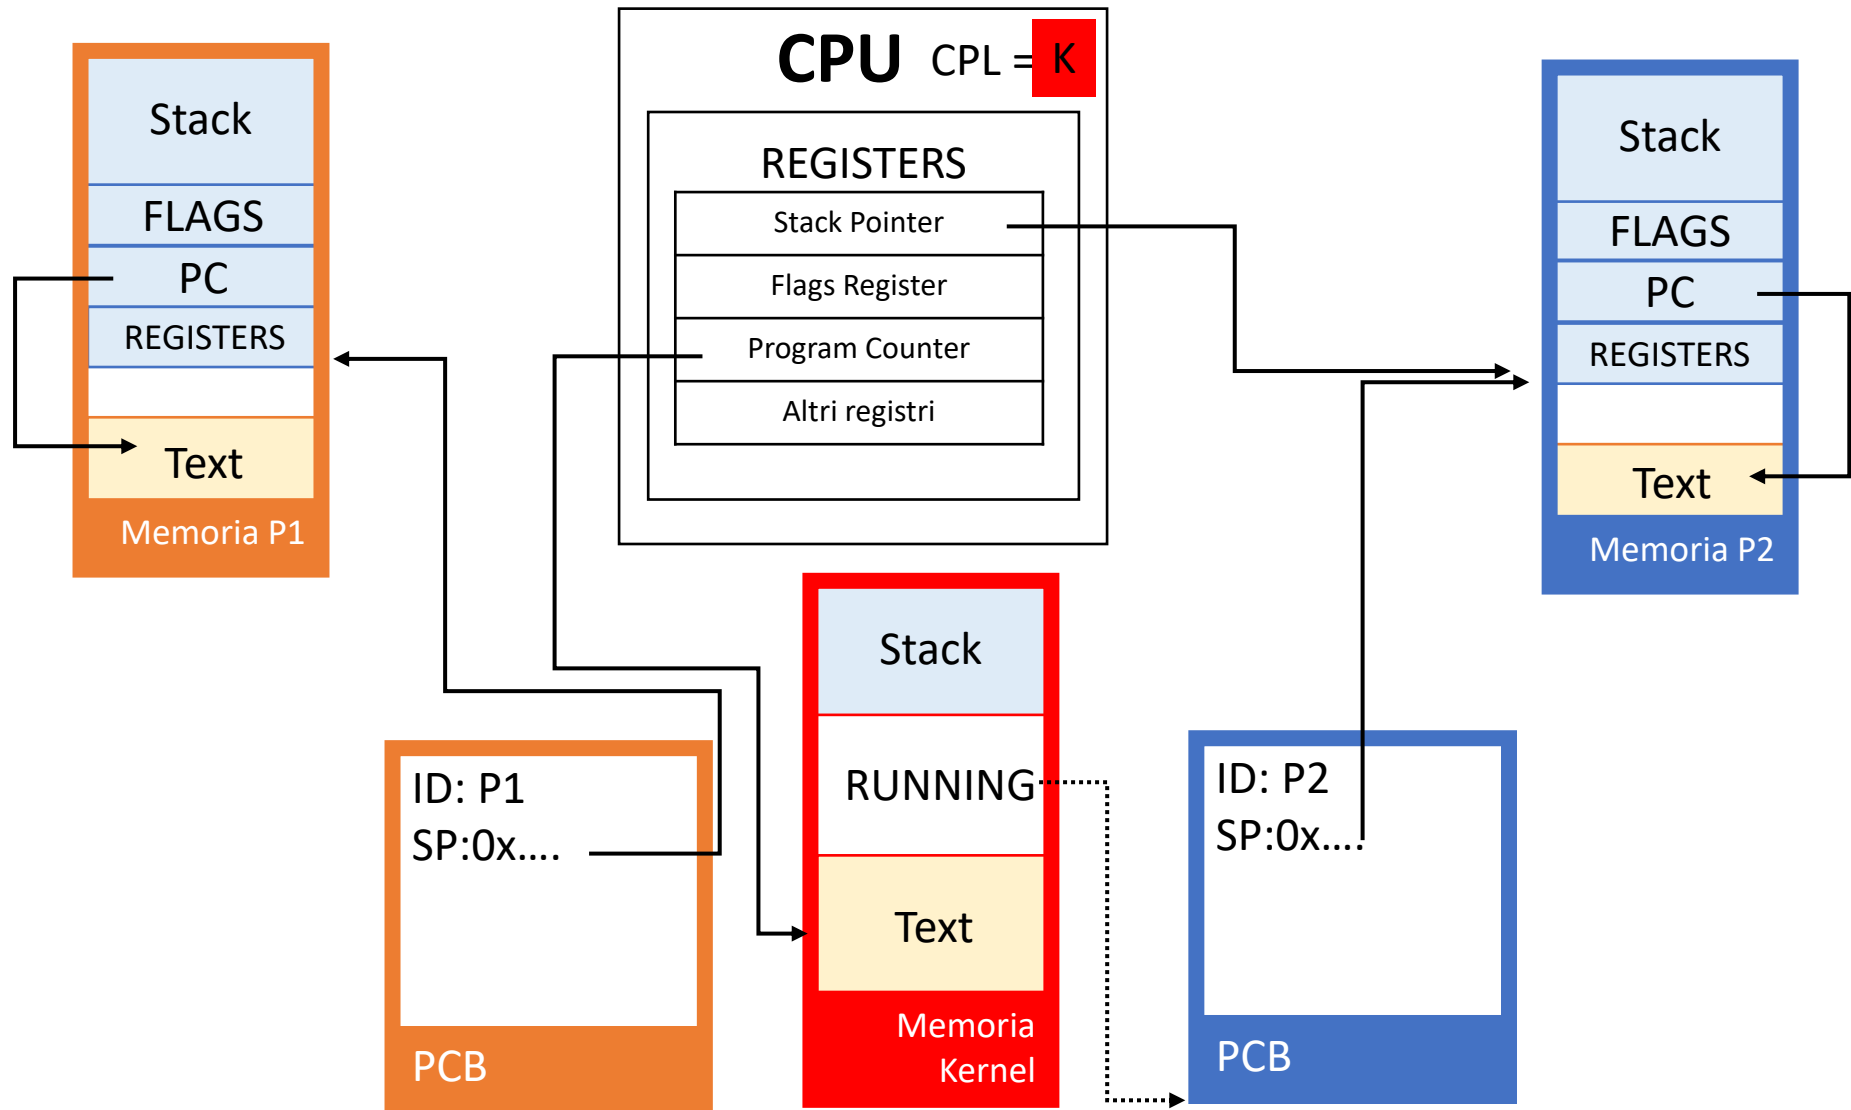 CPU CPL = K
REGISTERS
Stack Pointer
Flags Register
Program Counter
Altri registri
Stack
FLAGS
PC
REGISTERS
Text
Memoria P1
Stack
FLAGS
PC
REGISTERS
Text
Memoria P2
ID: P1
SP:0x....
PCB
Stack
RUNNING
Text
Memoria
Kernel
ID: P2
SP:0x....
PCB